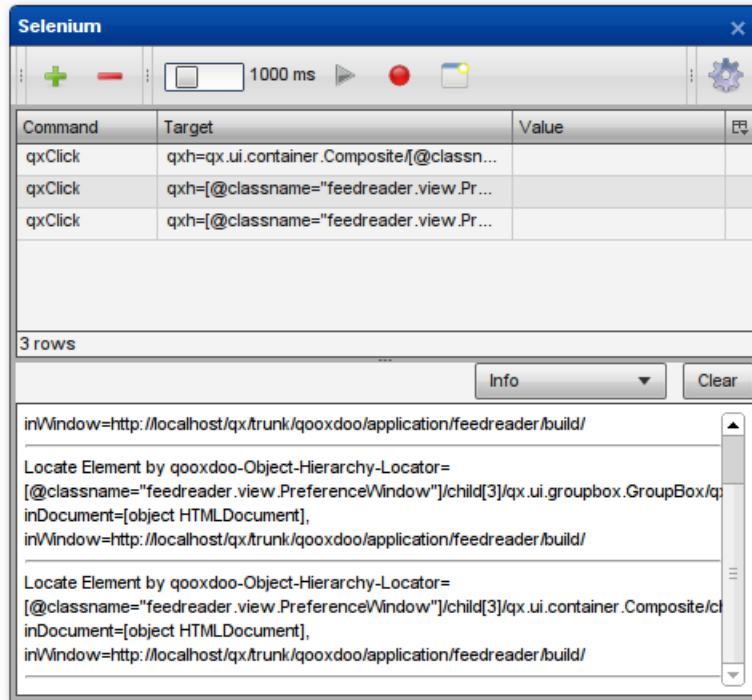 Selenium
1000 ms
Command Target Value
qxClick qxh=qx.ui.container.Composite/[@classn...
qxClick qxh=[@classname="feedreader.view.Pr...
qxClick qxh=[@classname="feedreader.view.Pr...
3 rows
Info Clear
inWindow=http://localhost/qx/trunk/qooxdoo/application/feedreader/build/
Locate Element by qooxdoo-Object-Hierarchy-Locator=
[@classname="feedreader.view.PreferenceWindow"]/child[3]/qx.ui.groupbox.GroupBox/qx
inDocument=[object HTMLDocument],
inWindow=http://localhost/qx/trunk/qooxdoo/application/feedreader/build/
Locate Element by qooxdoo-Object-Hierarchy-Locator=
[@classname="feedreader.view.PreferenceWindow"]/child[3]/qx.ui.container.Composite/ch
inDocument=[object HTMLDocument],
inWindow=http://localhost/qx/trunk/qooxdoo/application/feedreader/build/